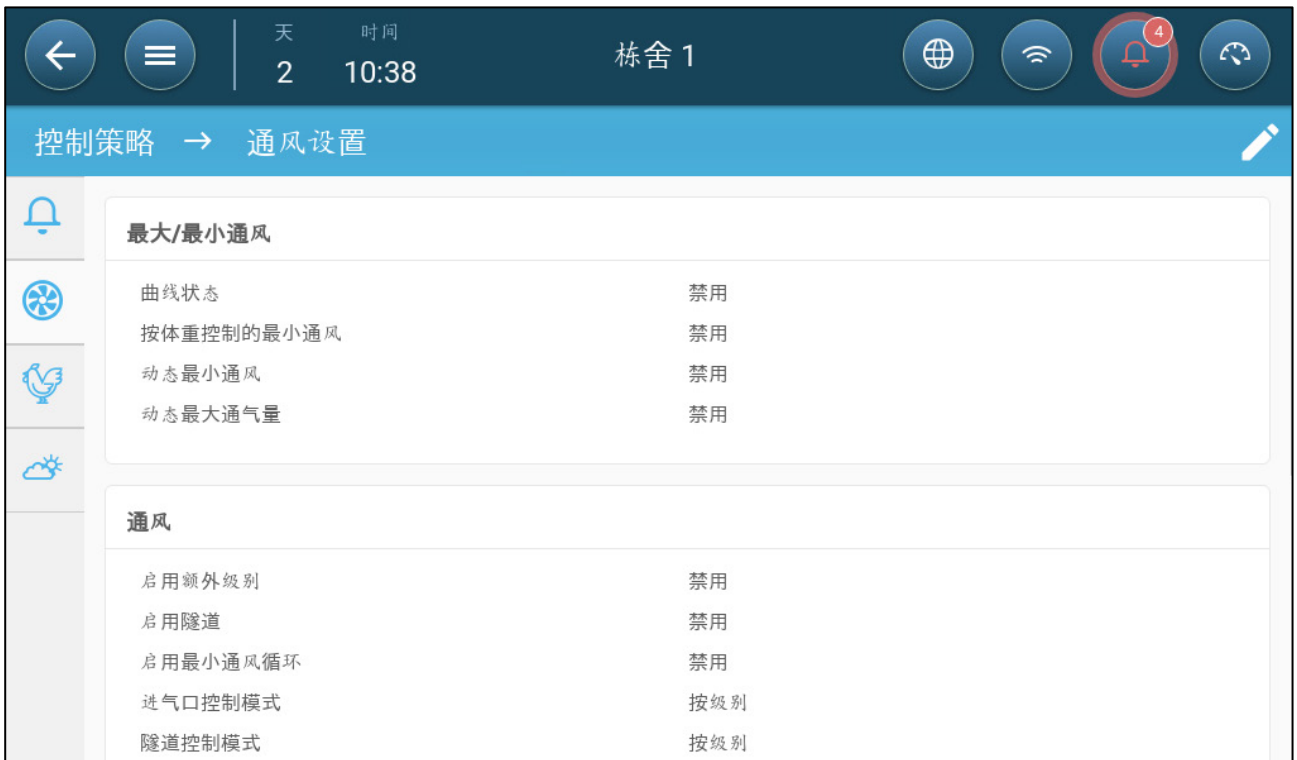 天 时间
2 10:38 栋舍 1 4
控制策略 → 通风设置
最大/最小通风
曲线状态 禁用
按体重控制的最小通风 禁用
动态最小通风 禁用
动态最大通气量 禁用
通风
启用额外级别 禁用
启用隧道 禁用
启用最小通风循环 禁用
进气口控制模式 按级别
隧道控制模式 按级别